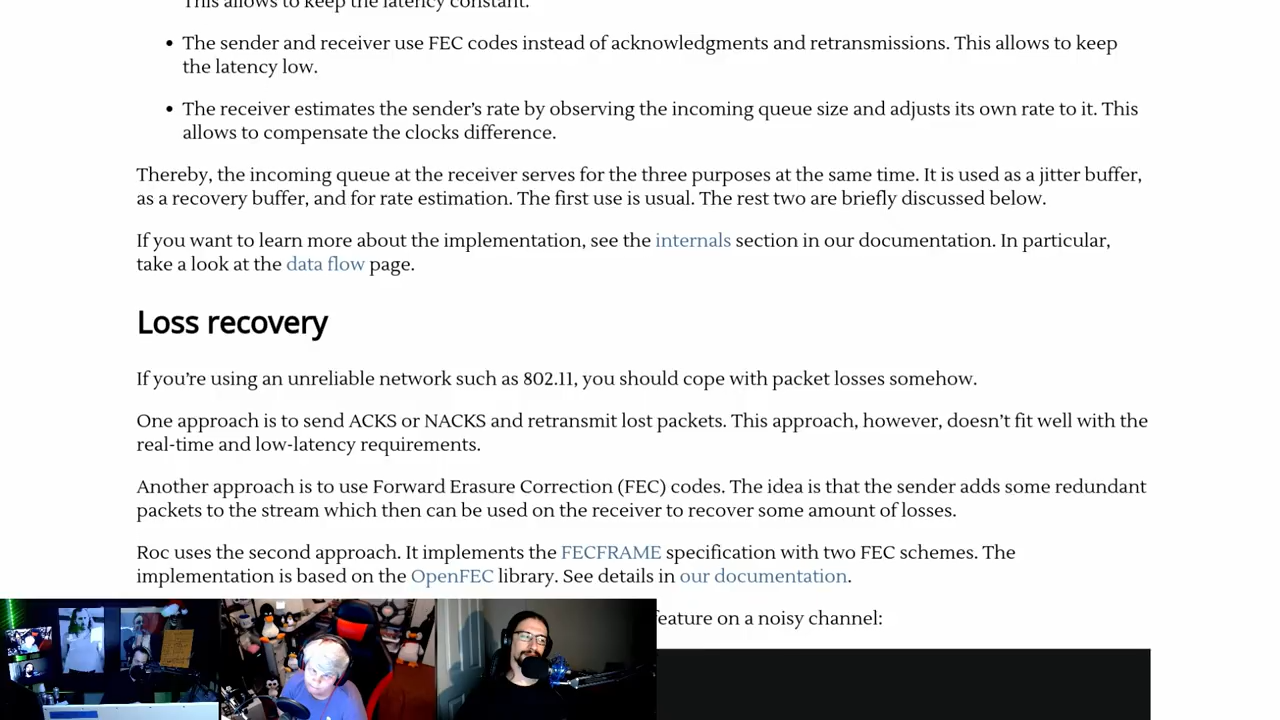 This allows to keep the latency constant.
The sender and receiver use FEC codes instead of acknowledgments and retransmissions. This allows to keep
the latency low.
The receiver estimates the sender's rate by observing the incoming queue size and adjusts its own rate to it. This
allows to compensate the clocks difference.
Thereby, the incoming queue at the receiver serves for the three purposes at the same time. It is used as a jitter buffer,
as a recovery buffer, and for rate estimation. The first use is usual. The rest two are briefly discussed below.
If you want to learn more about the implementation, see the internals section in our documentation. In particular,
take a look at the data flow page.
Loss recovery
If you're using an unreliable network such as 802.11, you should cope with packet losses somehow.
One approach is to send ACKS or NACKS and retransmit lost packets. This approach, however, doesn't fit well with the
real-time and low-latency requirements.
Another approach is to use Forward Erasure Correction (FEC) codes. The idea is that the sender adds some redundant
packets to the stream which then can be used on the receiver to recover some amount of losses.
Roc uses the second approach. It implements the FECFRAME specification with two FEC schemes. The
implementation is based on the OpenFEC library. See details in our documentation.
feature on a noisy channel: